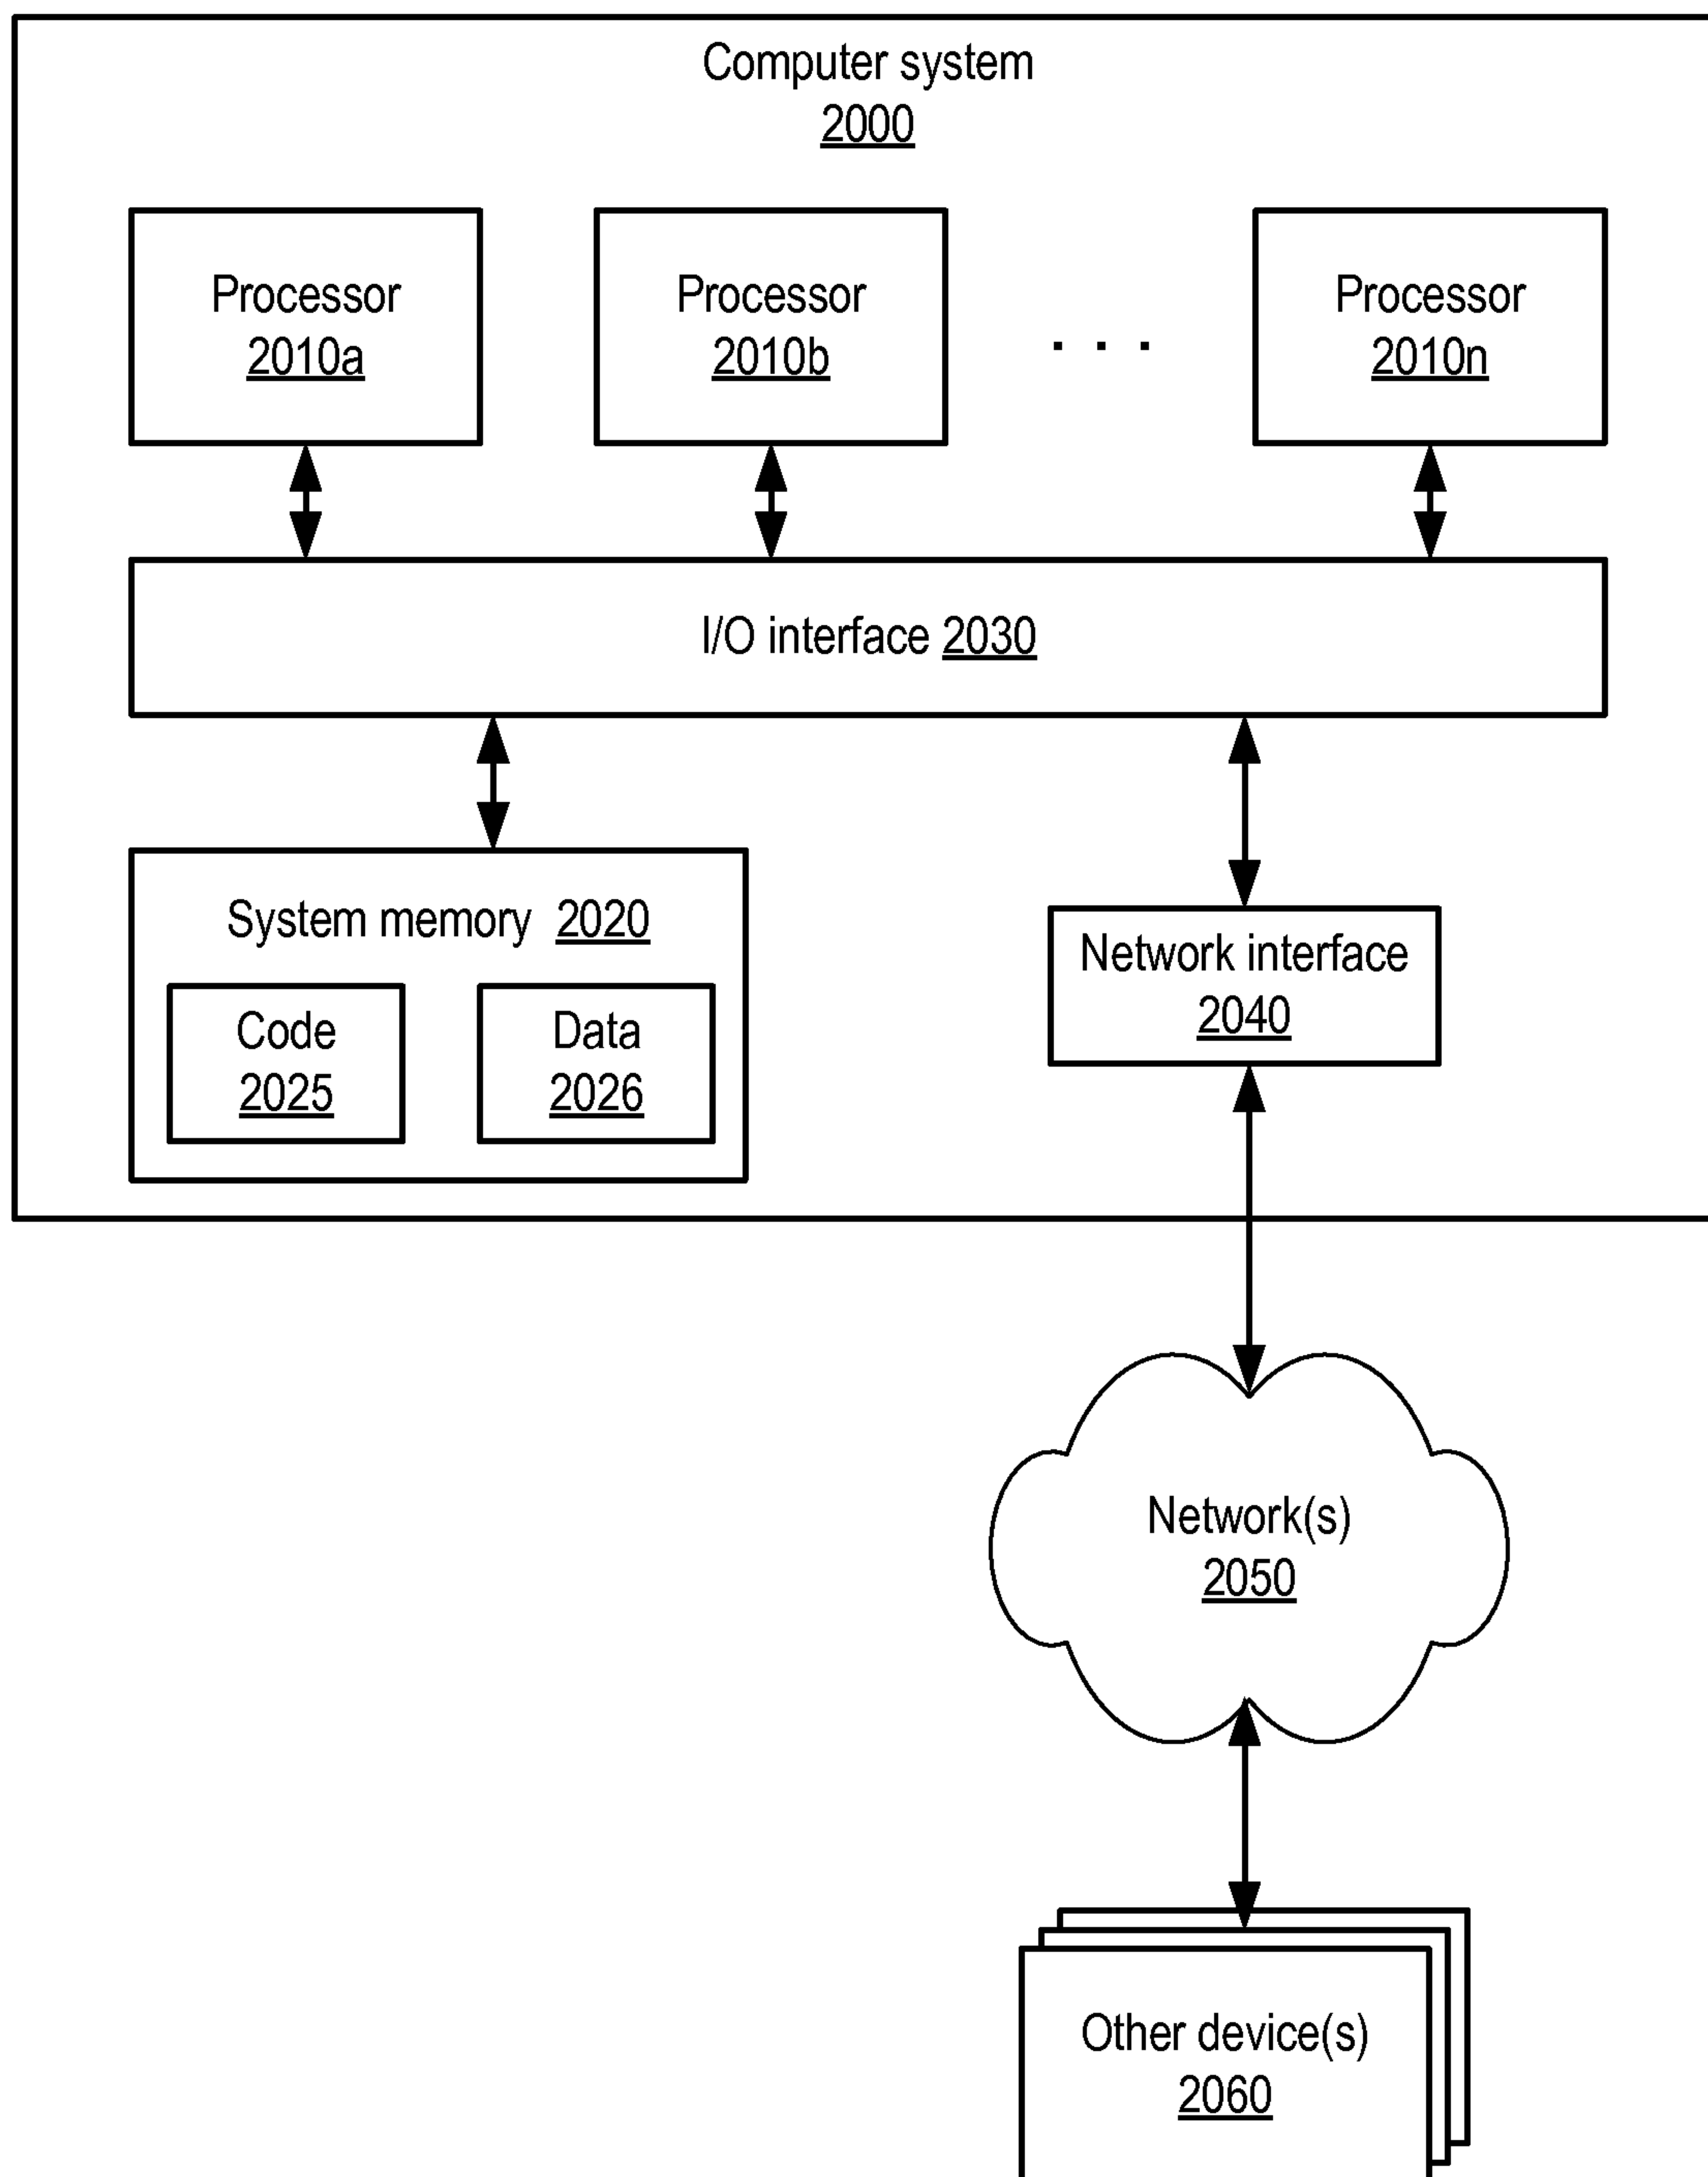 Computer system
2000
Processor
2010a
Processor
2010b
. . .
Processor
2010n
I/O interface 2030
System memory 2020
Code
2025
Data
2026
Network interface
2040
Network(s)
2050
Other device(s)
2060